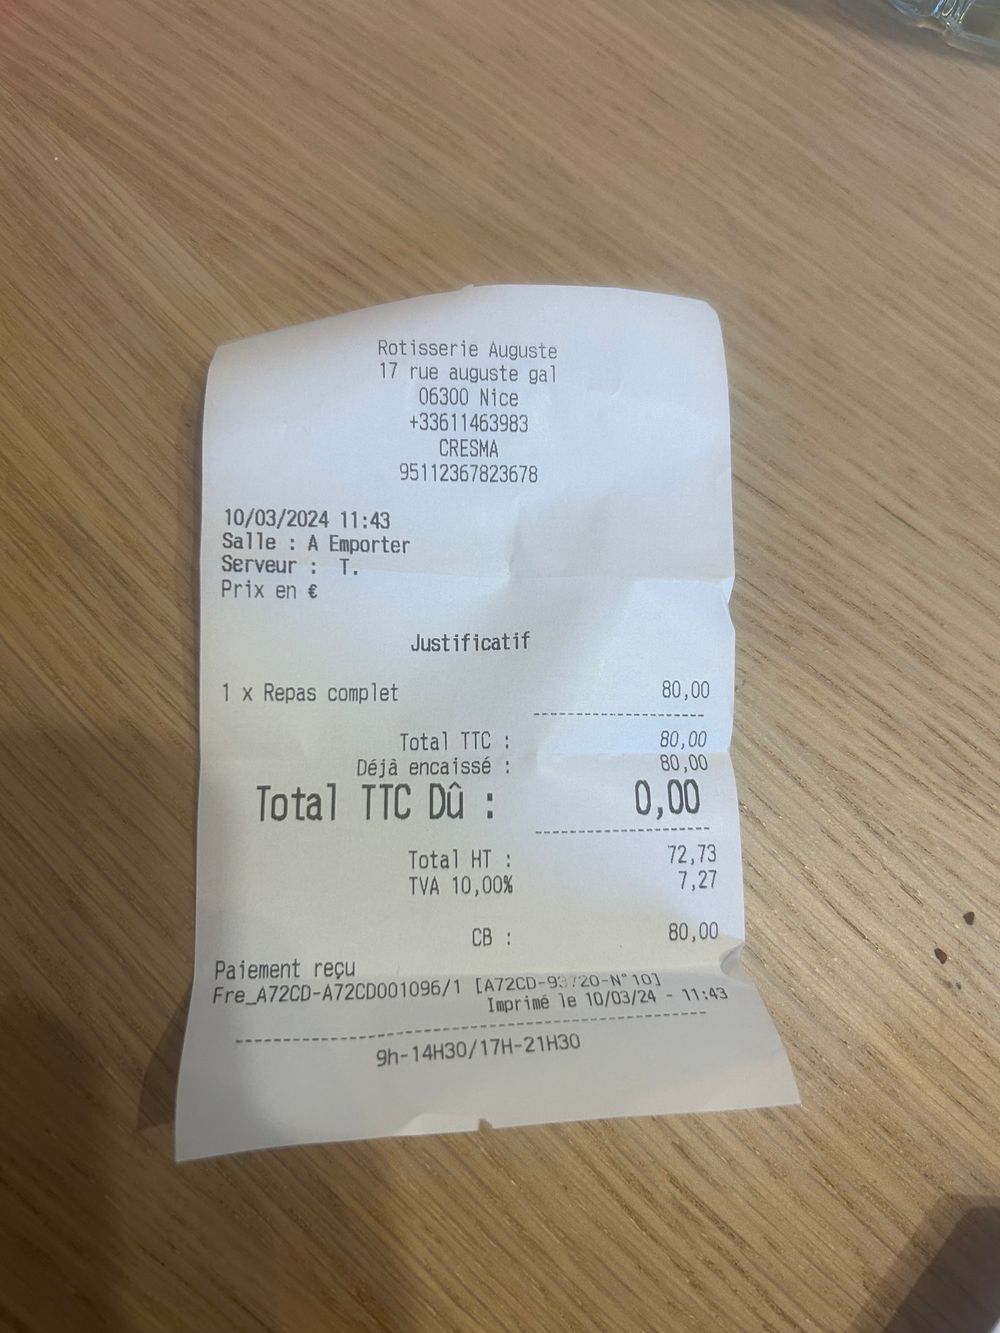 Rotisserie Auguste
17 rue auguste gal
06300 Nice
+33611463983
CRESMA
95112367823678
10/03/2024 11:43
Salle : A Emporter
Serveur : T.
Prix en €
Justificatif
1 x Repas complet 80,00
Total TTC : 80,00
Déjà encaissé : 80,00
Total TTC Dû : 0,00
Total HT : 72,73
TVA 10,00% 7,27
CB : 80,00
Paiement reçu
Fre_A72CD-A72CD001096/1
Imprimé le 10/03/24 - 11:43
9h-14H30/17H-21H30